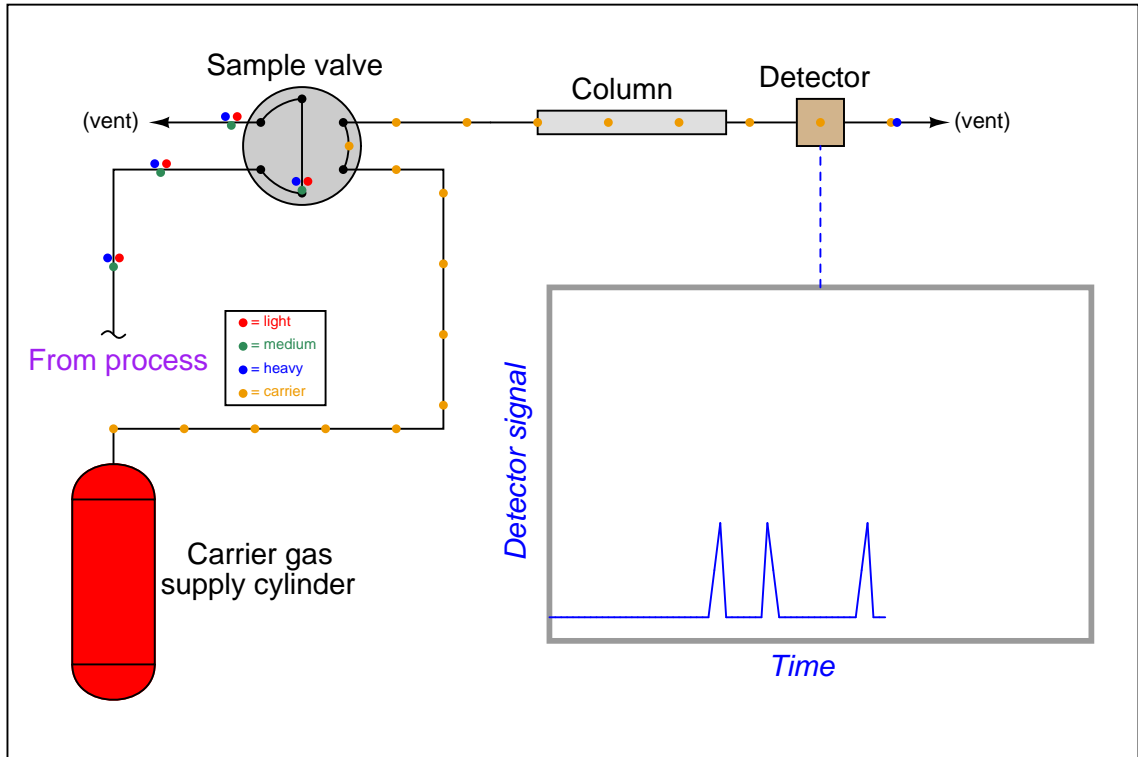 Sample valve
Column
Detector
(vent)
(vent)
= light
= medium
= heavy
= carrier
From process
Detector signal
Carrier gas
supply cylinder
Time